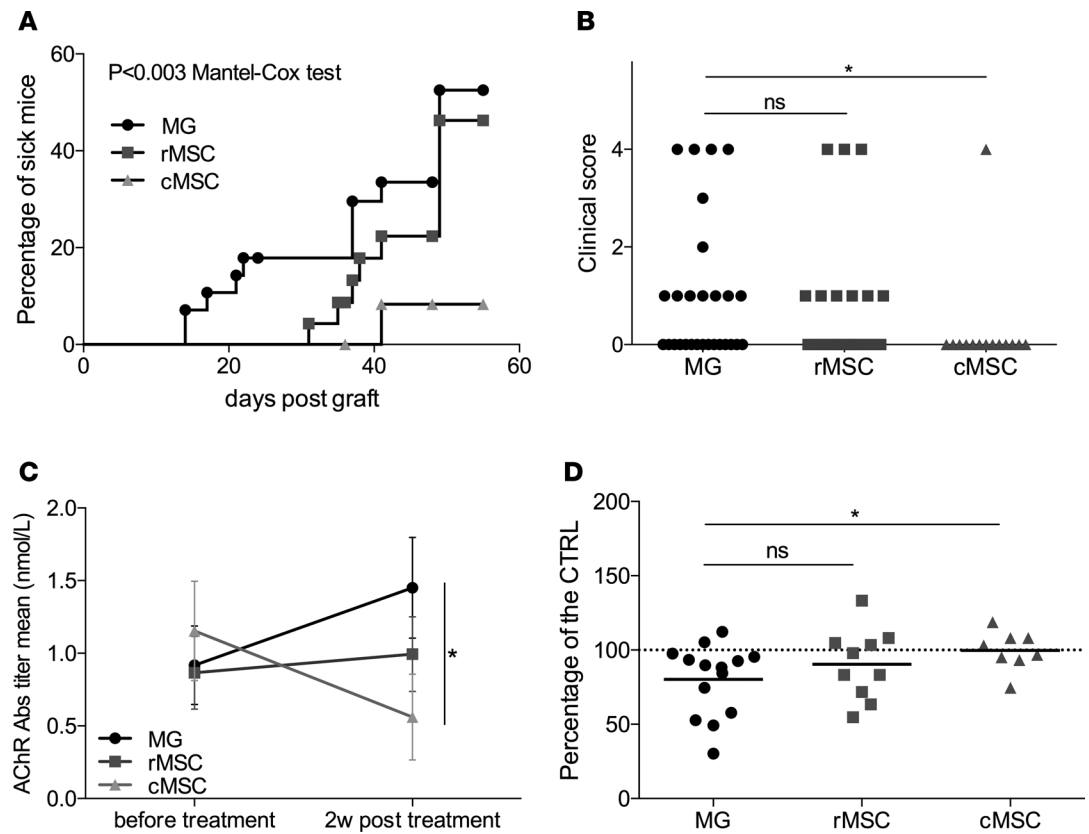 A
P<0.003 Mantel-Cox test
MG
rMSC
cMSC
Percentage of sick mice
60
40
20
0
0
20
40
60
days post graft
B
*
ns
Clinical score
4
2
0
MG
rMSC
cMSC
C
AChR Abs titer mean (nmol/L)
2.0
1.5
1.0
0.5
0.0
*
MG
rMSC
cMSC
before treatment
2w post treatment
D
*
ns
Percentage of the CTRL
200
150
100
50
0
MG
rMSC
cMSC